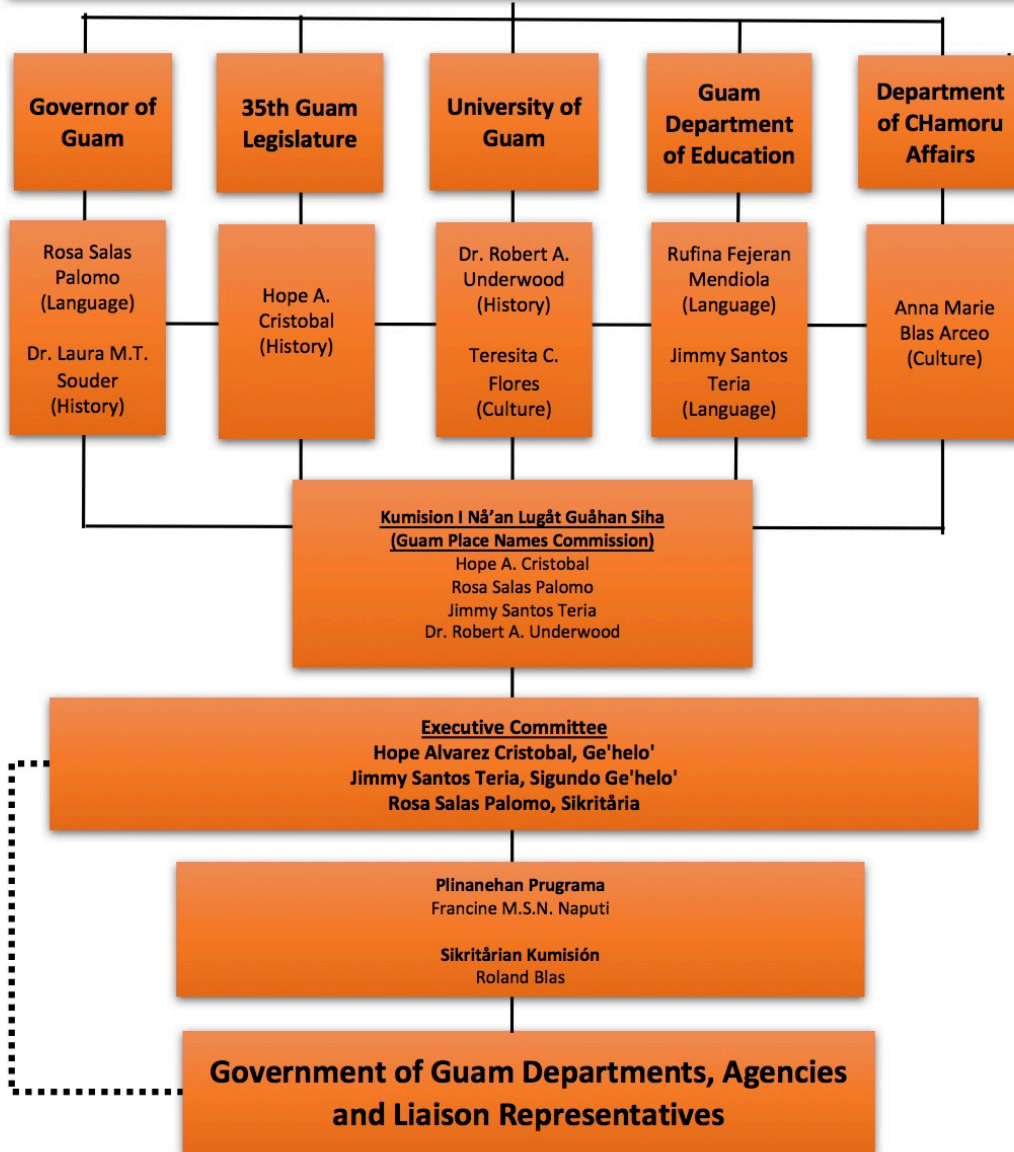 Governor of
Guam
35th Guam
Legislature
University of
Guam
Guam
Department
of Education
Department
of CHamoru
Affairs
Rosa Salas
Palomo
(Language)
Dr. Laura M.T.
Souder
(History)
Hope A.
Cristobal
(History)
Dr. Robert A.
Underwood
(History)
Teresita C.
Flores
(Culture)
Rufina Fejeran
Mendiola
(Language)
Jimmy Santos
Teria
(Language)
Anna Marie
Blas Arceo
(Culture)
Kumision I Nå’an Lugåt Guåhan Siha
(Guam Place Names Commission)
Hope A. Cristobal
Rosa Salas Palomo
Jimmy Santos Teria
Dr. Robert A. Underwood
Executive Committee
Hope Alvarez Cristobal, Ge'helo'
Jimmy Santos Teria, Sigundo Ge'helo'
Rosa Salas Palomo, Sikritåria
Plinanehan Prugrama
Francine M.S.N. Naputi
Sikritårian Kumisión
Roland Blas
Government of Guam Departments, Agencies
and Liaison Representatives